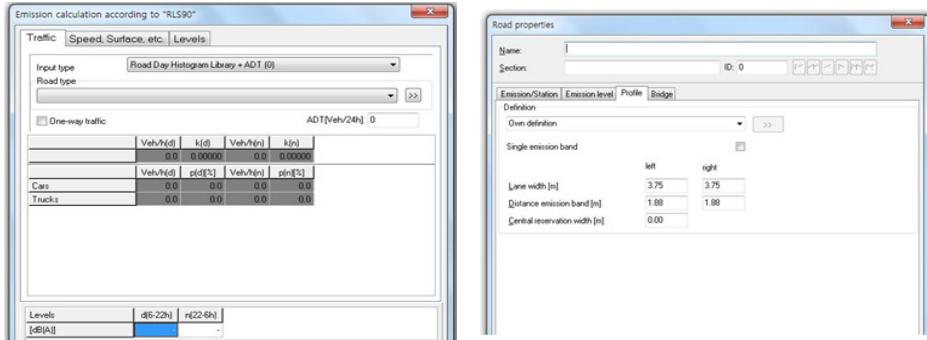 Emission calculation according to "RLS90"
Traffic Speed, Surface, etc. Levels
Input type Road Day Histogram Library + ADT (0)
Road type
>>
One-way traffic ADT[Veh/24h] 0
Veh/h(d) k(d) Veh/h(n) k(n)
0.0 0.00000 0.0 0.00000
Veh/h(d) p(d)[%] Veh/h(n) p(n)[%]
Cars 0.0 0.0 0.0 0.0
Trucks 0.0 0.0 0.0 0.0
Levels d(6-22h) n(22-6h)
[dB(A)] - -
Road properties
Name:
Section: ID: 0
Emission/Station Emission level Profile Bridge
Definition
Own definition >>
Single emission band
left right
Lane width [m] 3.75 3.75
Distance emission band [m] 1.88 1.88
Central reservation width [m] 0.00